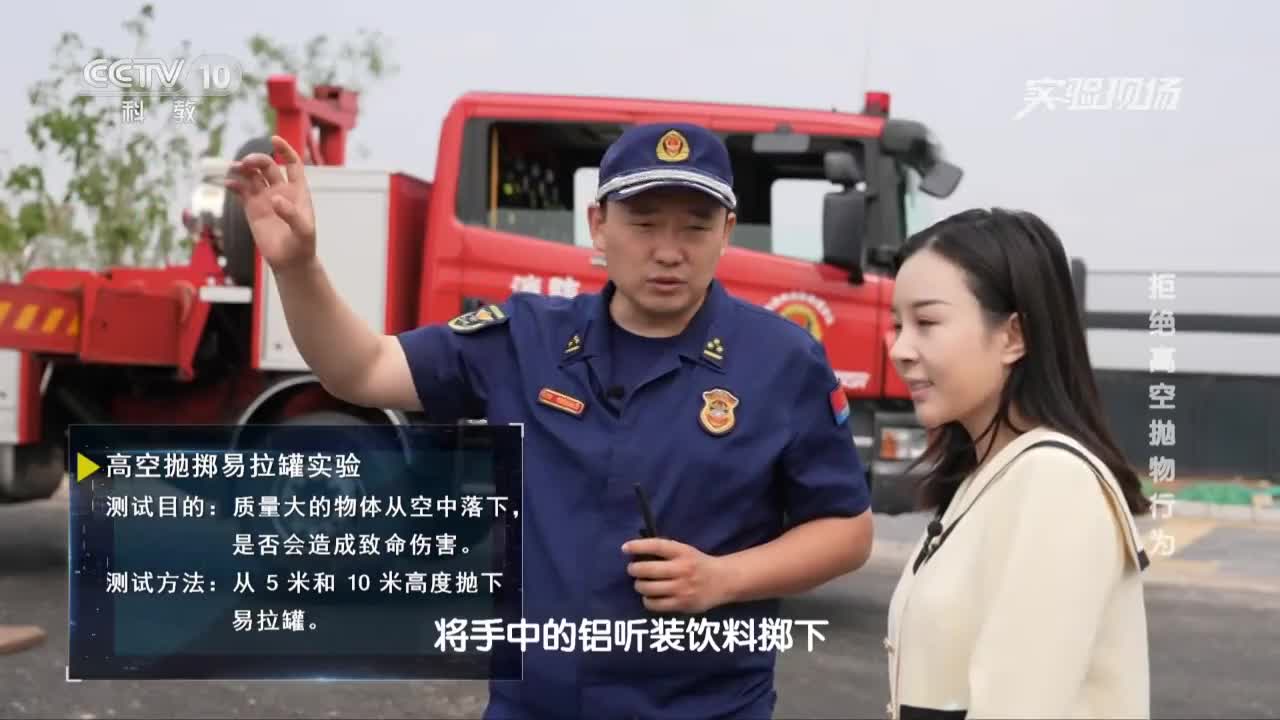 CCTV 10
科教
实验现场
拒绝高空抛物行为
消防
高空抛掷易拉罐实验
测试目的：质量大的物体从空中落下，
是否会造成致命伤害。
测试方法：从 5 米和 10 米高度抛下
易拉罐。
将手中的铝听装饮料掷下